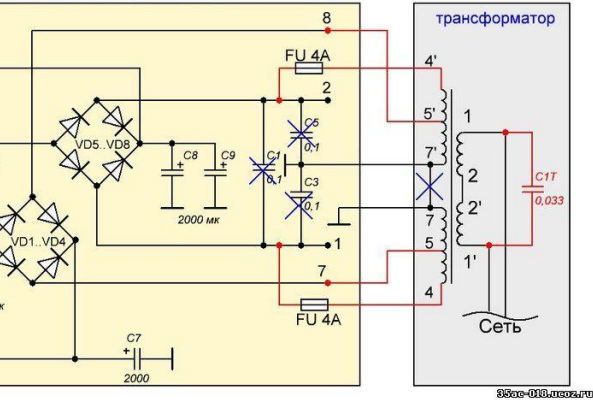 трансформатор
8
FU 4A
4'
2
5'
1
C5
0,1
VD5..VD8
7'
C8
C9
C1
0,1
C3
0,1
2
C1T
0,033
2000 мк
2'
7
VD1..VD4
1
5
1'
7
4
FU 4A
Сеть
к
C7
2000
35ac-018.ucoz.ru